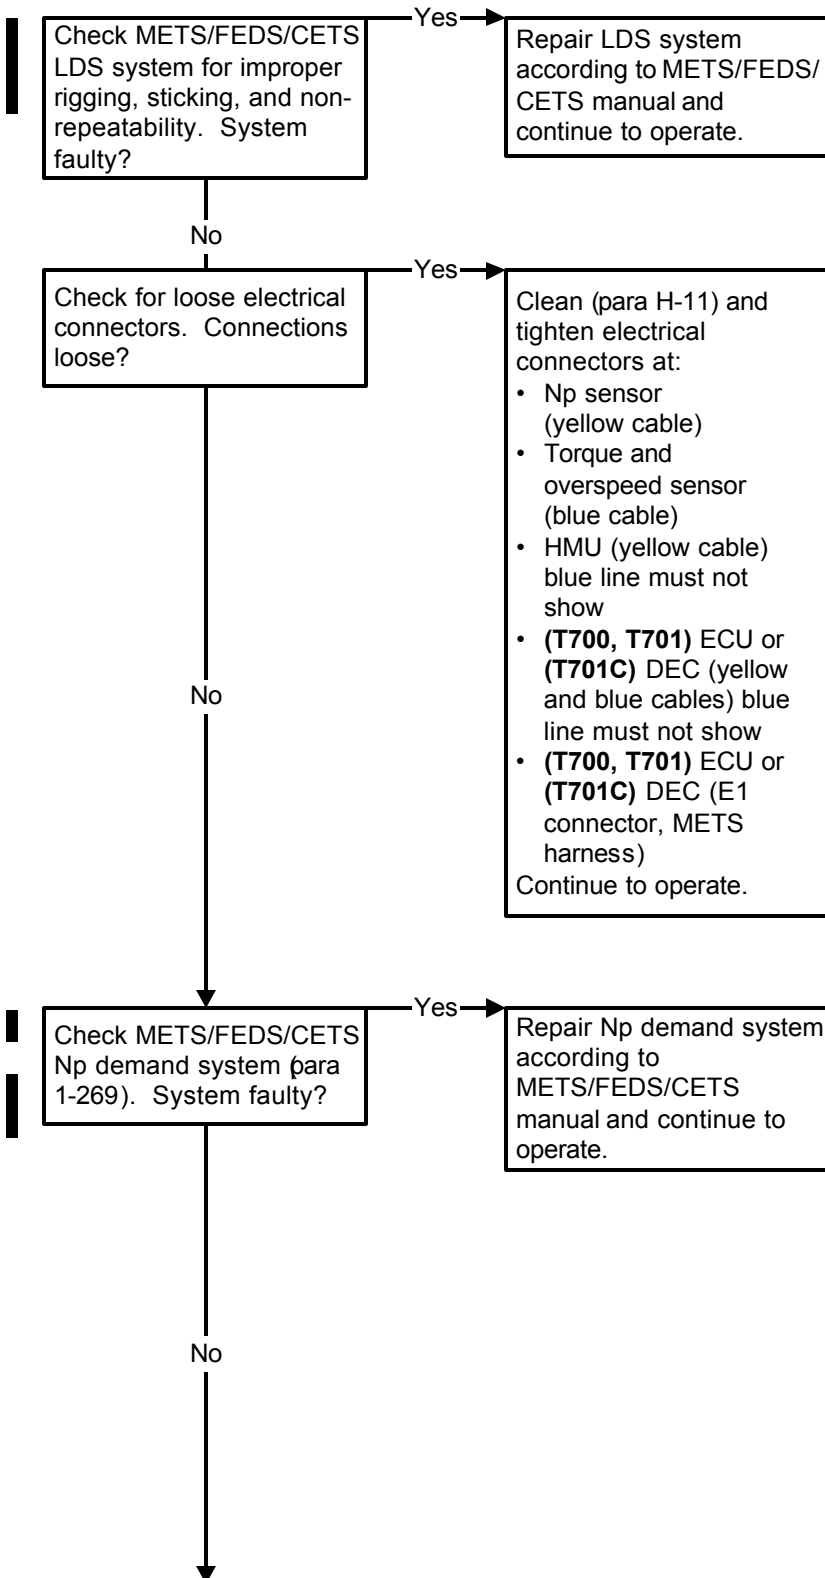 Check METS/FEDS/CETS
LDS system for improper
rigging, sticking, and non-
repeatability. System
faulty?
Yes
Repair LDS system
according to METS/FEDS/
CETS manual and
continue to operate.
No
Check for loose electrical
connectors. Connections
loose?
Yes
Clean (para H-11) and
tighten electrical
connectors at:
• Np sensor
(yellow cable)
• Torque and
overspeed sensor
(blue cable)
• HMU (yellow cable)
blue line must not
show
• (T700, T701) ECU or
(T701C) DEC (yellow
and blue cables) blue
line must not show
• (T700, T701) ECU or
(T701C) DEC (E1
connector, METS
harness)
Continue to operate.
No
Check METS/FEDS/CETS
Np demand system (para
1-269). System faulty?
Yes
Repair Np demand system
according to
METS/FEDS/CETS
manual and continue to
operate.
No